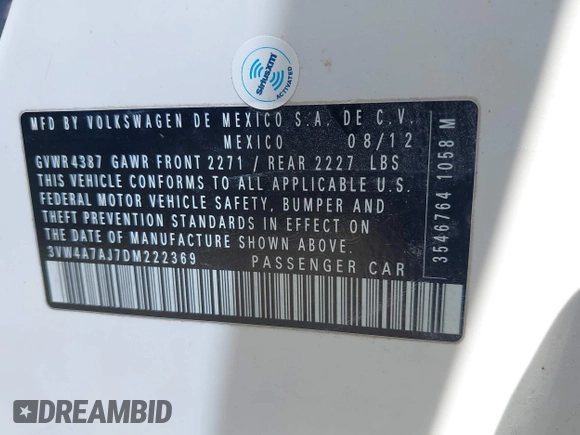 ((SiriusXM))
ACTIVATED
MFD BY VOLKSWAGEN DE MEXICO S.A. DE C.V.
MEXICO 08/12
GVWR 4387 GAWR FRONT 2271 / REAR 2227 LBS
THIS VEHICLE CONFORMS TO ALL APPLICABLE U.S.
FEDERAL MOTOR VEHICLE SAFETY, BUMPER AND
THEFT PREVENTION STANDARDS IN EFFECT ON
THE DATE OF MANUFACTURE SHOWN ABOVE.
3VW4A7AJ7DM222369 PASSENGER CAR
3546764 1058 M
DREAMBID